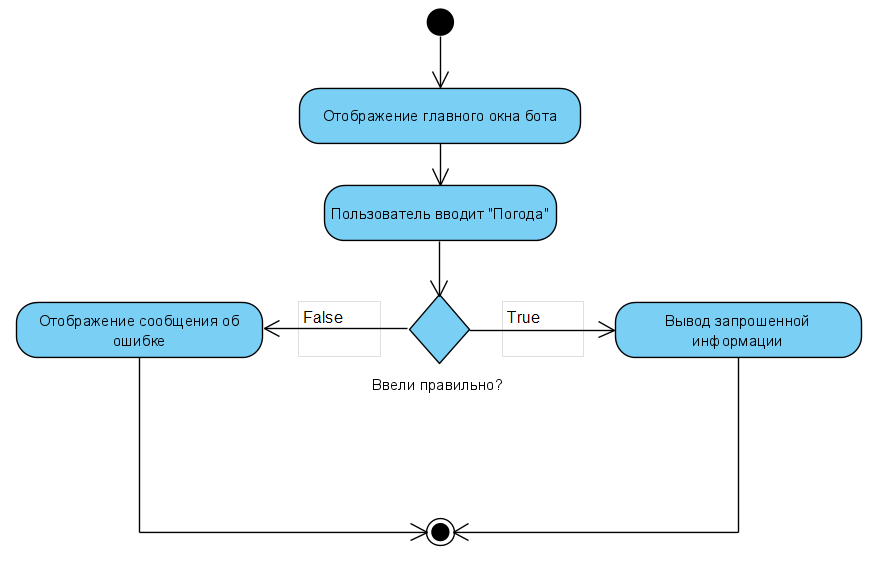 Отображение главного окна бота
Пользователь вводит "Погода"
False
True
Отображение сообщения об
ошибке
Вывод запрошенной
информации
Ввели правильно?